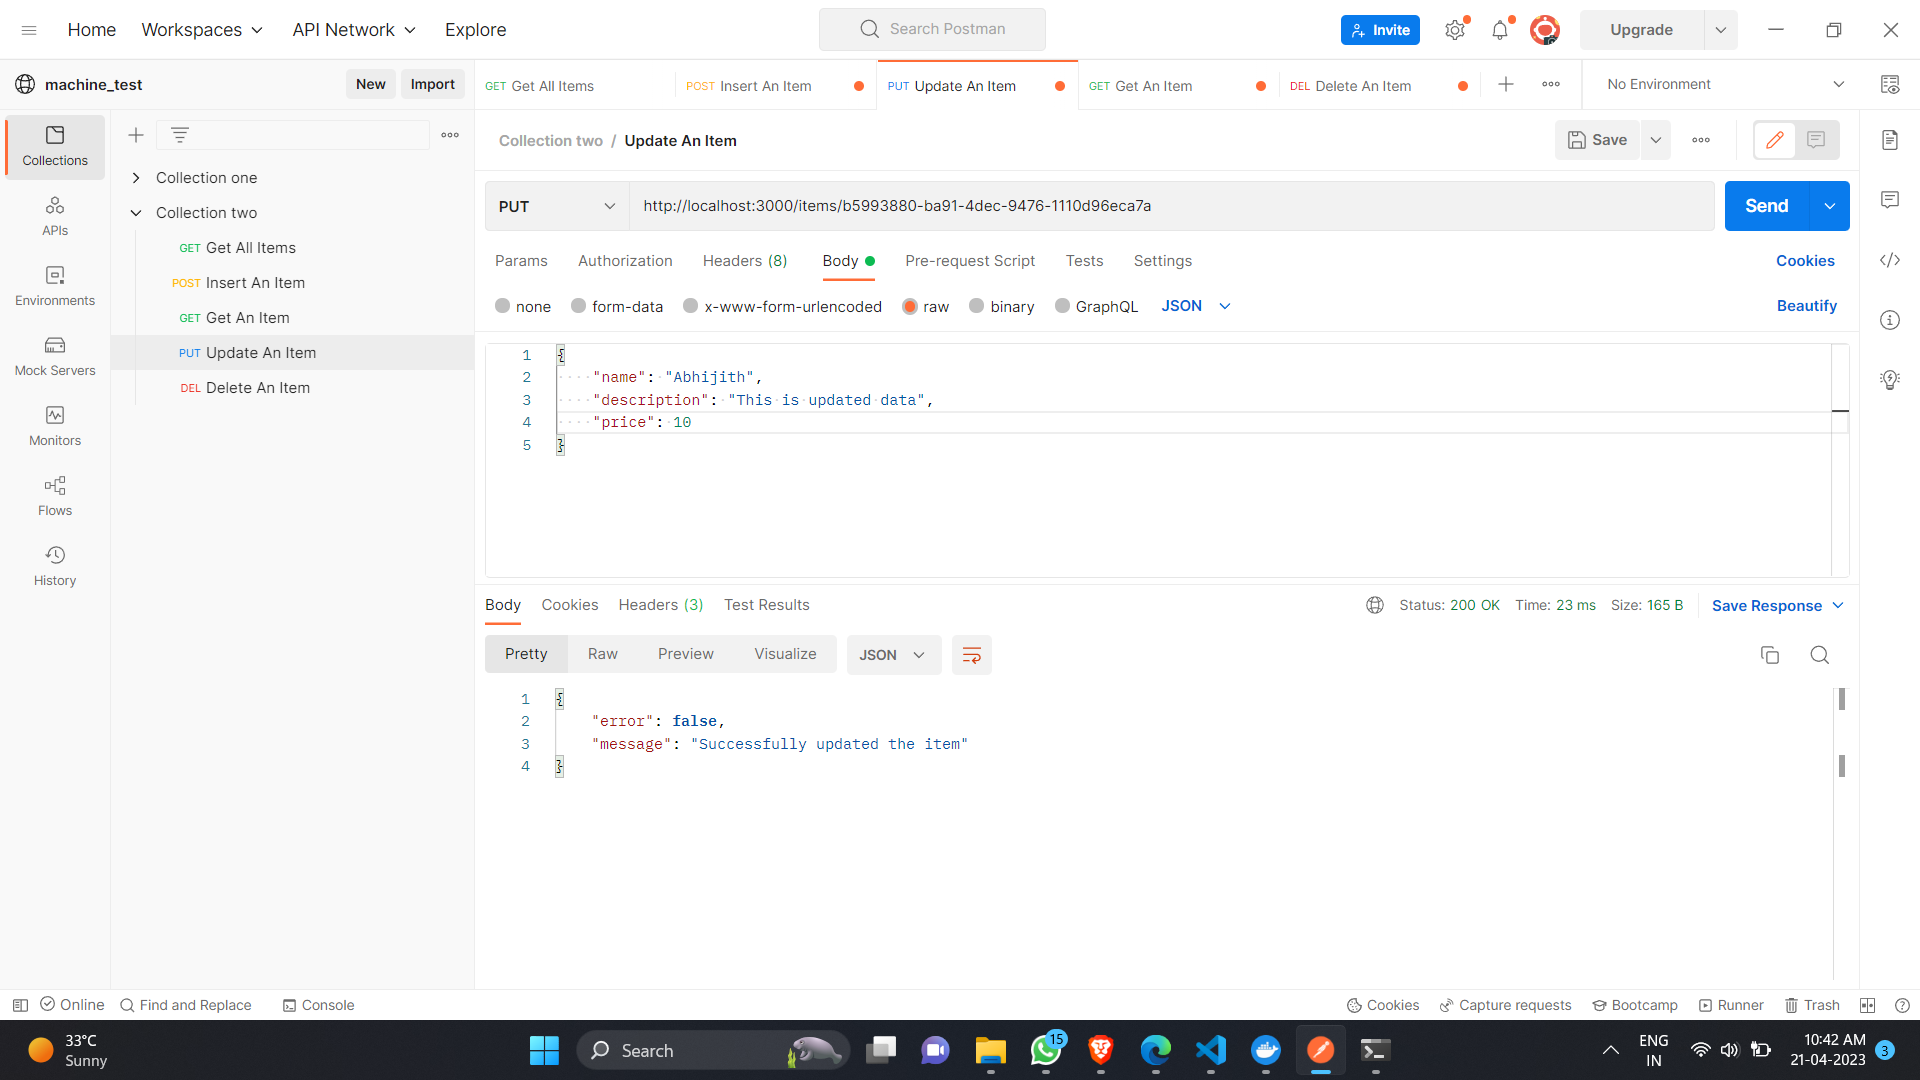 Home Workspaces API Network Explore Search Postman Invite Upgrade
machine_test New Import GET Get All Items POST Insert An Item PUT Update An Item GET Get An Item DEL Delete An Item No Environment
Collections
APIs
Environments
Mock Servers
Monitors
Flows
History
Collection one
Collection two
GET Get All Items
POST Insert An Item
GET Get An Item
PUT Update An Item
DEL Delete An Item
Collection two / Update An Item Save
PUT http://localhost:3000/items/b5993880-ba91-4dec-9476-1110d96eca7a Send
Params Authorization Headers (8) Body Pre-request Script Tests Settings Cookies
none form-data x-www-form-urlencoded raw binary GraphQL JSON Beautify
1 {
2 "name": "Abhijith",
3 "description": "This is updated data",
4 "price": 10
5 }
Body Cookies Headers (3) Test Results Status: 200 OK Time: 23 ms Size: 165 B Save Response
Pretty Raw Preview Visualize JSON
1 {
2 "error": false,
3 "message": "Successfully updated the item"
4 }
Online Find and Replace Console Cookies Capture requests Bootcamp Runner Trash
33°C
Sunny
Search
15
ENG
IN
10:42 AM
21-04-2023
3